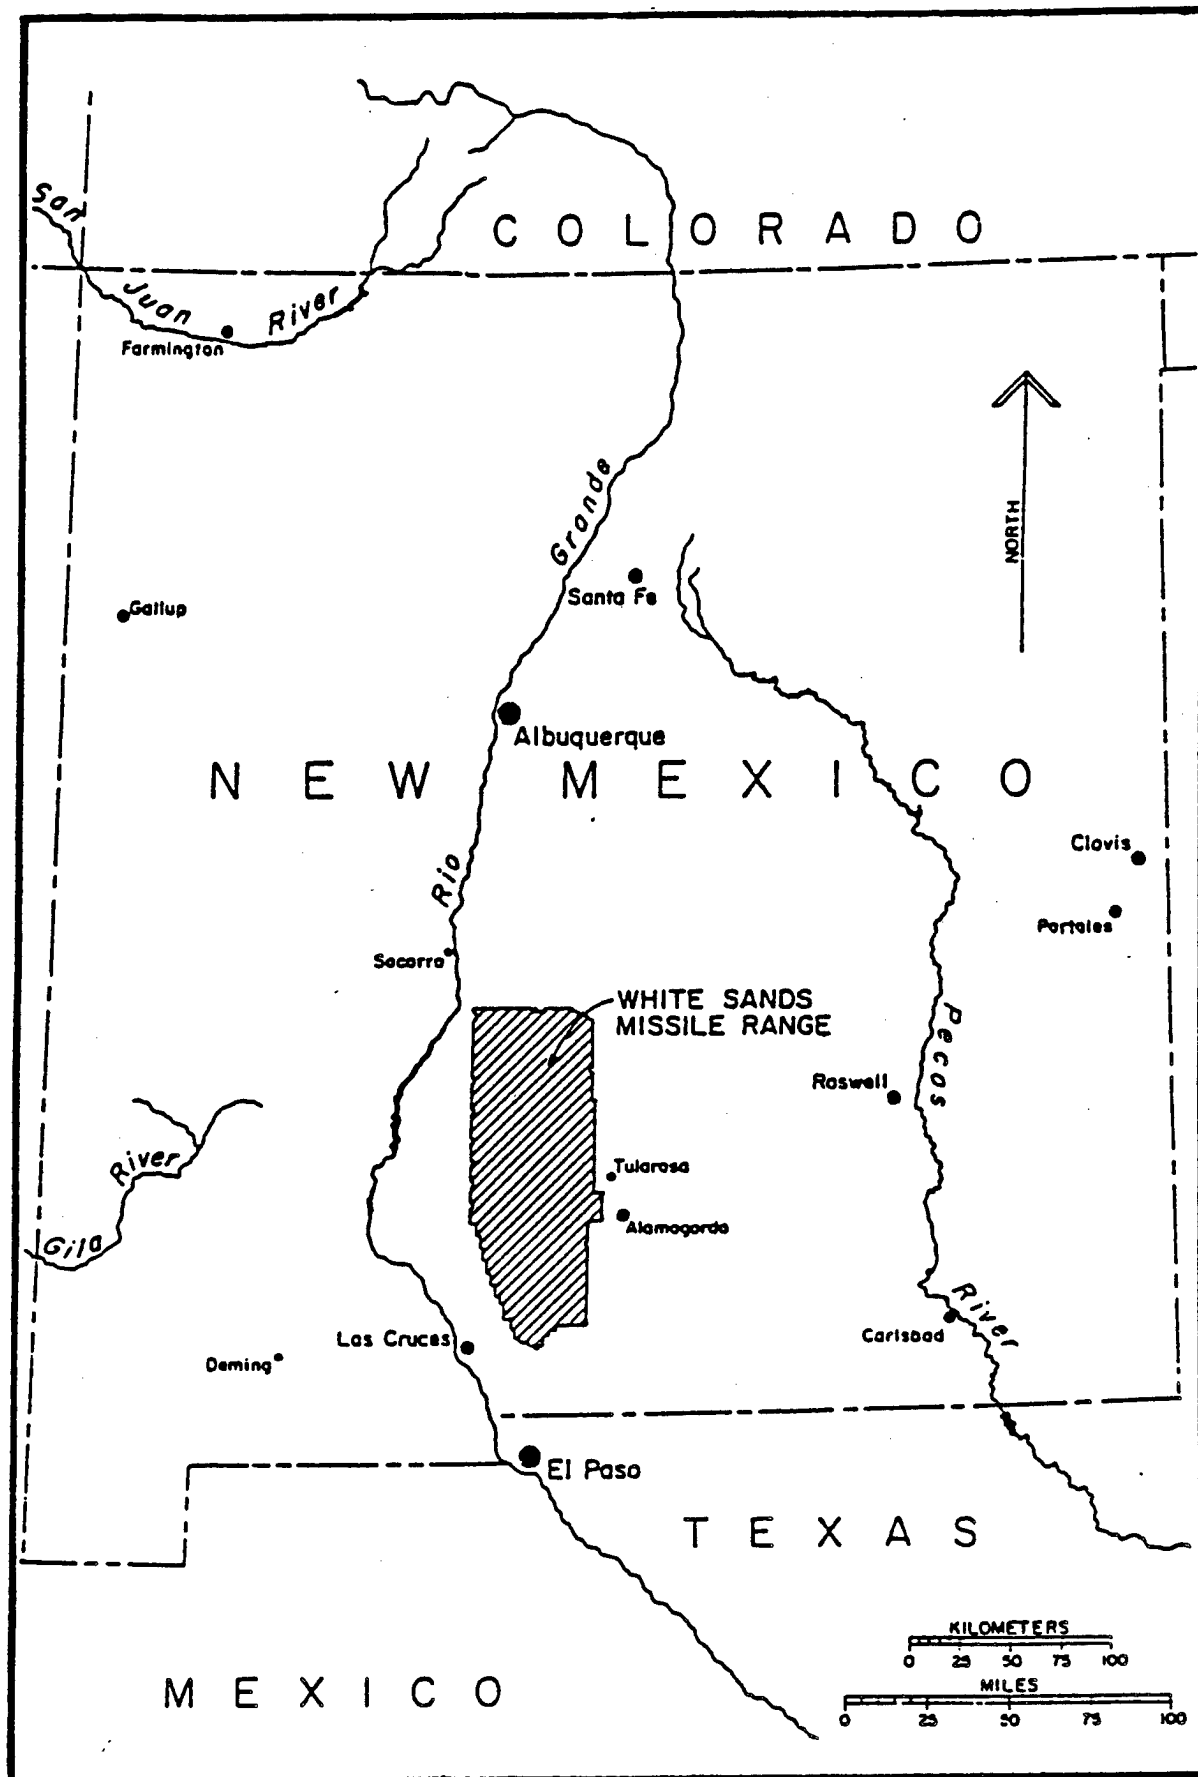 San
Juan
River
COLORADO
Farmington
NORTH
Grande
Santa Fe
Gallup
Albuquerque
NEW MEXICO
Clovis
Portales
Rio
Socorro
WHITE SANDS
MISSILE RANGE
Pecos
Roswell
River
Gila
Tularosa
Alamogordo
River
Carlsbad
Las Cruces
Deming
El Paso
TEXAS
MEXICO
KILOMETERS
0 25 50 75 100
MILES
0 25 50 75 100